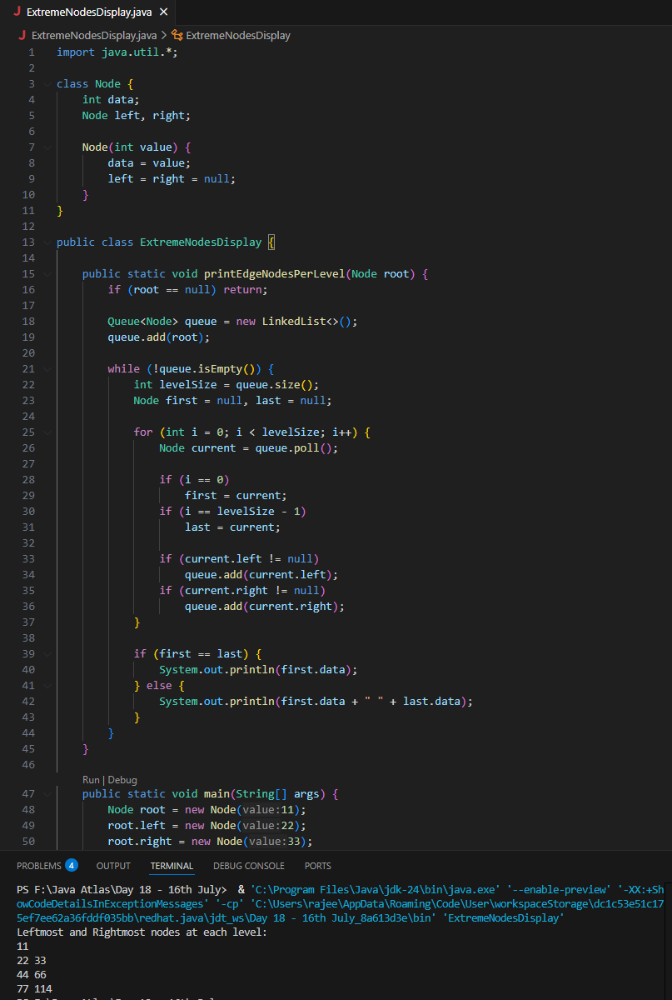 ExtremeNodesDisplay.java
ExtremeNodesDisplay.java > ExtremeNodesDisplay
1 import java.util.*;
2
3 class Node {
4 int data;
5 Node left, right;
6
7 Node(int value) {
8 data = value;
9 left = right = null;
10 }
11 }
12
13 public class ExtremeNodesDisplay {
14
15 public static void printEdgeNodesPerLevel(Node root) {
16 if (root == null) return;
17
18 Queue<Node> queue = new LinkedList<>();
19 queue.add(root);
20
21 while (!queue.isEmpty()) {
22 int levelSize = queue.size();
23 Node first = null, last = null;
24
25 for (int i = 0; i < levelSize; i++) {
26 Node current = queue.poll();
27
28 if (i == 0)
29 first = current;
30 if (i == levelSize - 1)
31 last = current;
32
33 if (current.left != null)
34 queue.add(current.left);
35 if (current.right != null)
36 queue.add(current.right);
37 }
38
39 if (first == last) {
40 System.out.println(first.data);
41 } else {
42 System.out.println(first.data + " " + last.data);
43 }
44 }
45 }
46
Run | Debug
47 public static void main(String[] args) {
48 Node root = new Node(value:11);
49 root.left = new Node(value:22);
50 root.right = new Node(value:33);
PROBLEMS 4 OUTPUT TERMINAL DEBUG CONSOLE PORTS
PS F:\Java Atlas\Day 18 - 16th July> & 'C:\Program Files\Java\jdk-24\bin\java.exe' '--enable-preview' '-XX:+Sh
owCodeDetailsInExceptionMessages' '-cp' 'C:\Users\rajee\AppData\Roaming\Code\User\workspaceStorage\dc1c53e51c17
5ef7ee62a36fddf035bb\redhat.java\jdt_ws\Day 18 - 16th July_8a613d3e\bin' 'ExtremeNodesDisplay'
Leftmost and Rightmost nodes at each level:
11
22 33
44 66
77 114